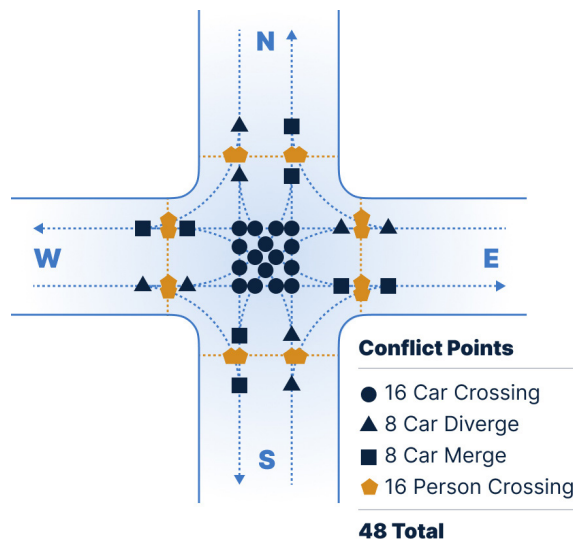 N
W
E
S
Conflict Points
16 Car Crossing
8 Car Diverge
8 Car Merge
16 Person Crossing
48 Total